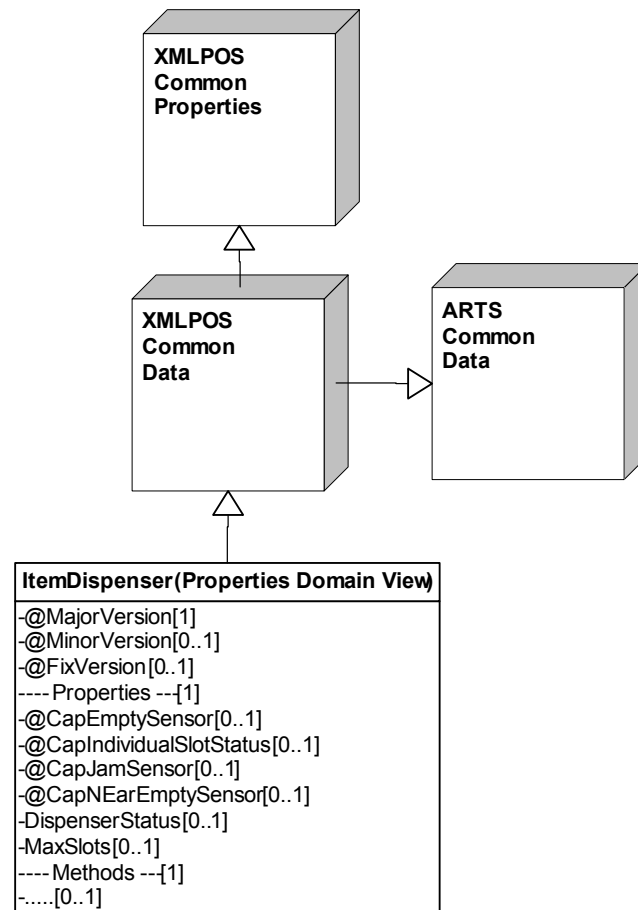 XMLPOS
Common
Properties
XMLPOS
Common
Data
ARTS
Common
Data
ItemDispenser(Properties Domain View)
-@MajorVersion[1]
-@MinorVersion[0..1]
-@FixVersion[0..1]
---- Properties ---[1]
-@CapEmptySensor[0..1]
-@CapIndividualSlotStatus[0..1]
-@CapJamSensor[0..1]
-@CapNEarEmptySensor[0..1]
-DispenserStatus[0..1]
-MaxSlots[0..1]
---- Methods ---[1]
-.....[0..1]